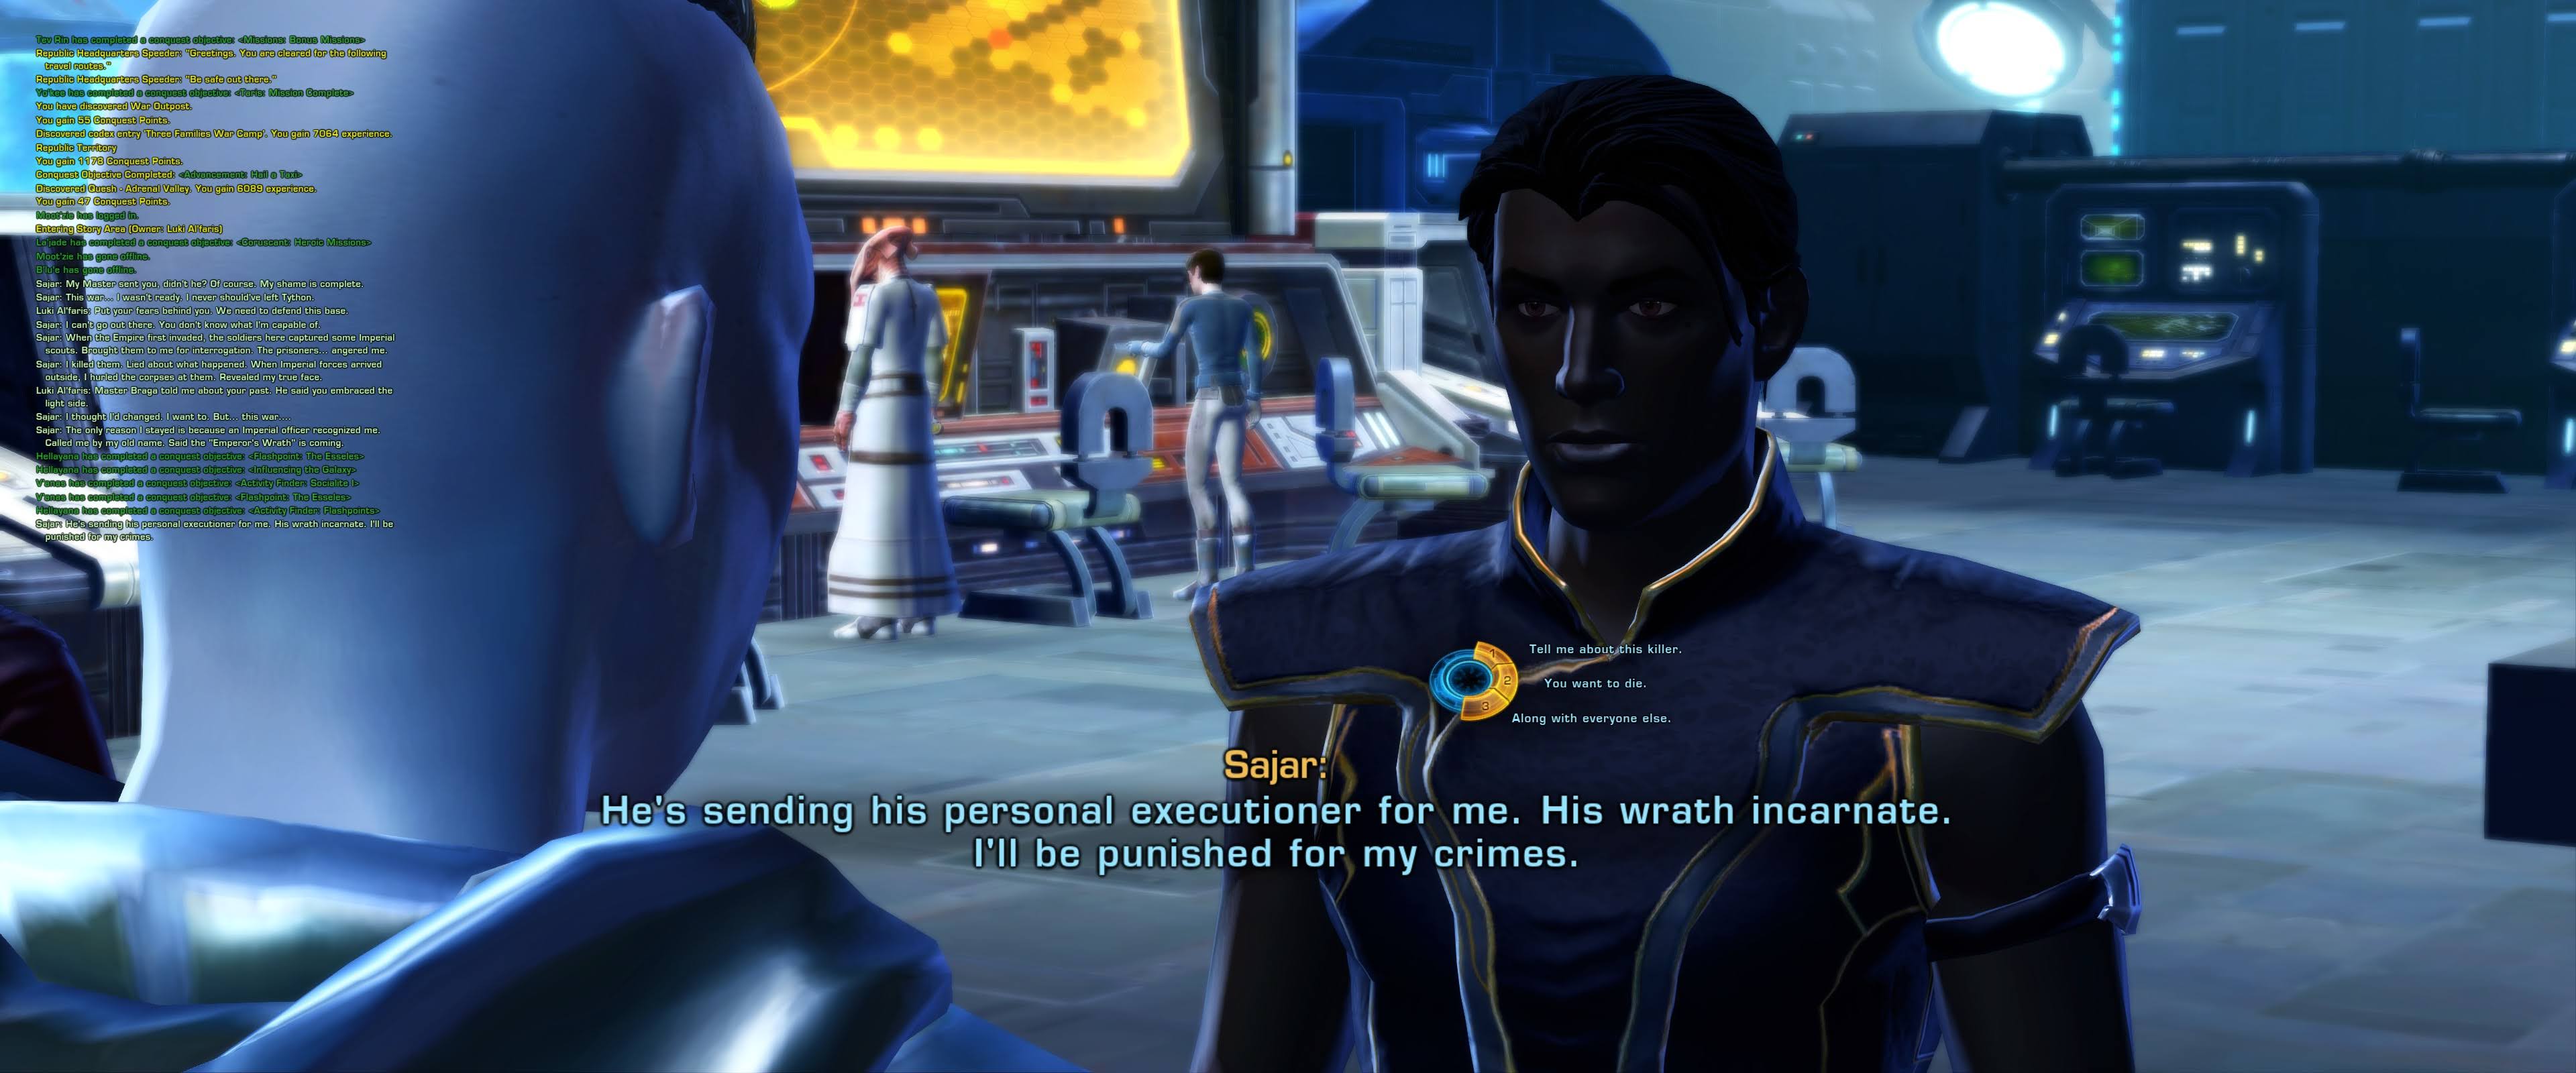 Tev Rin has completed a conquest objective: <Missions: Bonus Missions>
Republic Headquarters Speeder: "Greetings. You are cleared for the following
travel routes."
Republic Headquarters Speeder: "Be safe out there."
Yo'kee has completed a conquest objective: <Taris: Mission Complete>
You have discovered War Outpost.
You gain 55 Conquest Points.
Discovered codex entry 'Three Families War Camp'. You gain 7064 experience.
Republic Territory
You gain 1178 Conquest Points.
Conquest Objective Completed: <Advancement: Hail a Taxi>
Discovered Quesh - Adrenal Valley. You gain 6089 experience.
You gain 47 Conquest Points.
Moot'zie has logged in.
Entering Story Area (Owner: Luki Al'faris)
La'jade has completed a conquest objective: <Coruscant: Heroic Missions>
Moot'zie has gone offline.
B'lu'e has gone offline.
Sajar: My Master sent you, didn't he? Of course. My shame is complete.
Sajar: This war... I wasn't ready. I never should've left Tython.
Luki Al'faris: Put your fears behind you. We need to defend this base.
Sajar: I can't go out there. You don't know what I'm capable of.
Sajar: When the Empire first invaded, the soldiers here captured some Imperial
scouts. Brought them to me for interrogation. The prisoners... angered me.
Sajar: I killed them. Lied about what happened. When Imperial forces arrived
outside, I hurled the corpses at them. Revealed my true face.
Luki Al'faris: Master Braga told me about your past. He said you embraced the
light side.
Sajar: I thought I'd changed. I want to. But... this war....
Sajar: The only reason I stayed is because an Imperial officer recognized me.
Called me by my old name. Said the "Emperor's Wrath" is coming.
Hellayana has completed a conquest objective: <Flashpoint: The Esseles>
Hellayana has completed a conquest objective: <Influencing the Galaxy>
V'anas has completed a conquest objective: <Activity Finder: Socialite I>
V'anas has completed a conquest objective: <Flashpoint: The Esseles>
Hellayana has completed a conquest objective: <Activity Finder: Flashpoints>
Sajar: He's sending his personal executioner for me. His wrath incarnate. I'll be
punished for my crimes.
1 Tell me about this killer.
2 You want to die.
3 Along with everyone else.
Sajar:
He's sending his personal executioner for me. His wrath incarnate.
I'll be punished for my crimes.